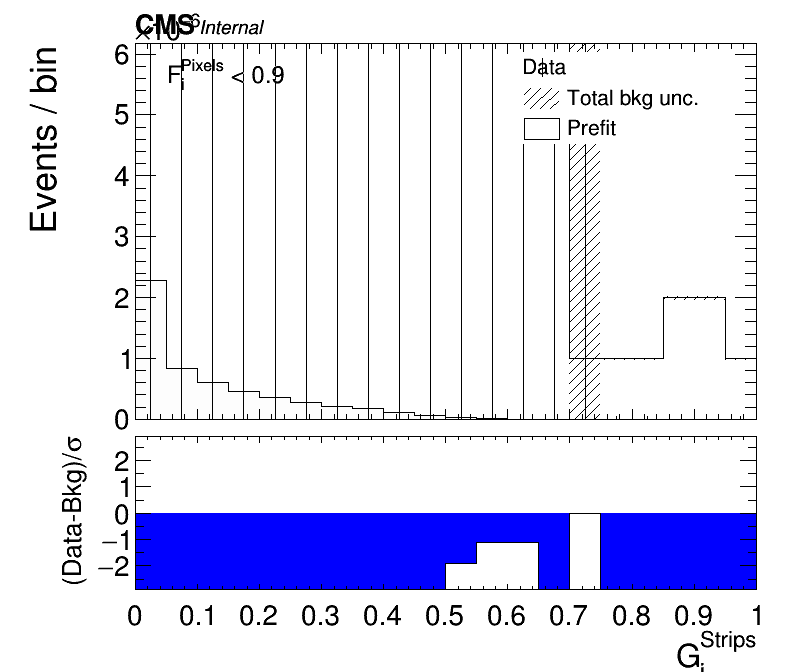 CMS Internal
×10⁻⁶
F_i^Pixels < 0.9
Data
Total bkg unc.
Prefit
Events / bin
6
5
4
3
2
1
0
(Data-Bkg)/σ
2
1
0
−1
−2
0 0.1 0.2 0.3 0.4 0.5 0.6 0.7 0.8 0.9 1
G_i^Strips